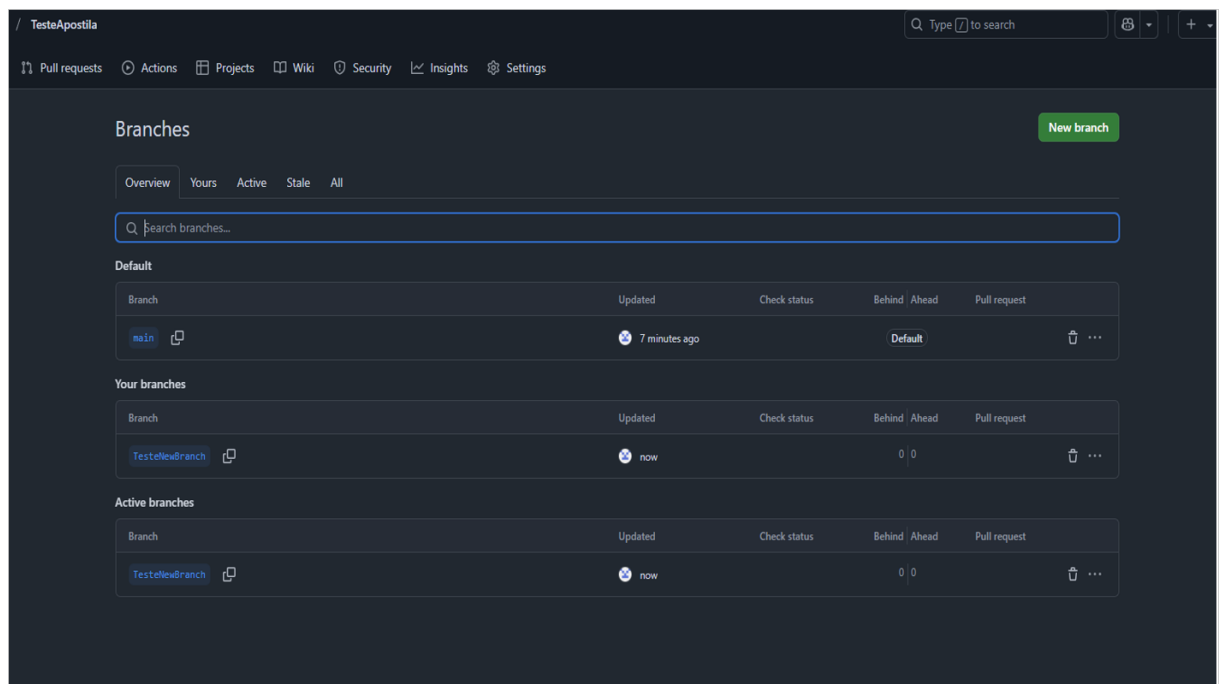 / TesteApostila Type / to search
Pull requests Actions Projects Wiki Security Insights Settings
Branches New branch
Overview Yours Active Stale All
Search branches...
Default
Branch Updated Check status Behind Ahead Pull request
main 7 minutes ago Default
Your branches
Branch Updated Check status Behind Ahead Pull request
TesteNewBranch now 0 0
Active branches
Branch Updated Check status Behind Ahead Pull request
TesteNewBranch now 0 0